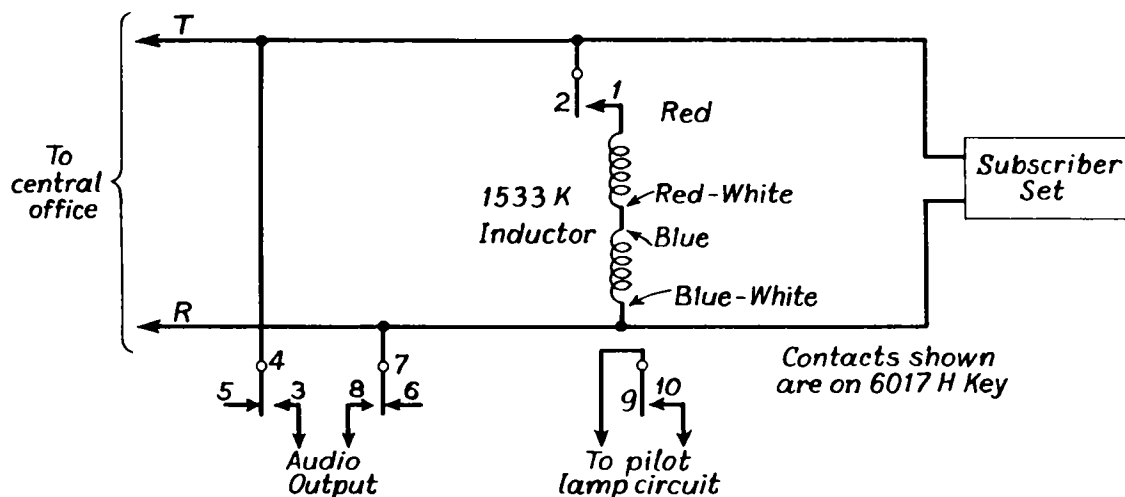 T
2
1
Red
To
central
office
1533 K
Inductor
Red-White
Blue
Blue-White
Subscriber
Set
R
4
5
3
7
8
6
9
10
Contacts shown
are on 6017 H Key
Audio
Output
To pilot
lamp circuit